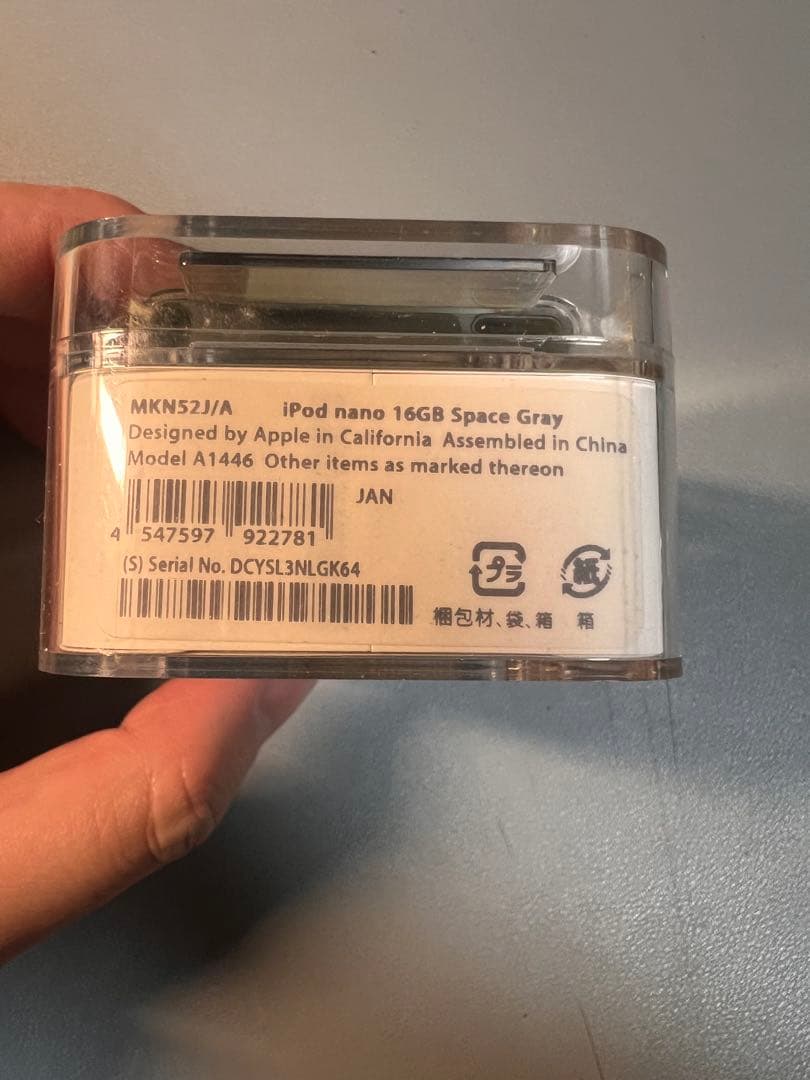 MKN52J/A iPod nano 16GB Space Gray
Designed by Apple in California Assembled in China
Model A1446 Other items as marked thereon
JAN
4 547597 922781
(S) Serial No. DCYSL3NLGK64
プラ 紙
梱包材、袋、箱 箱